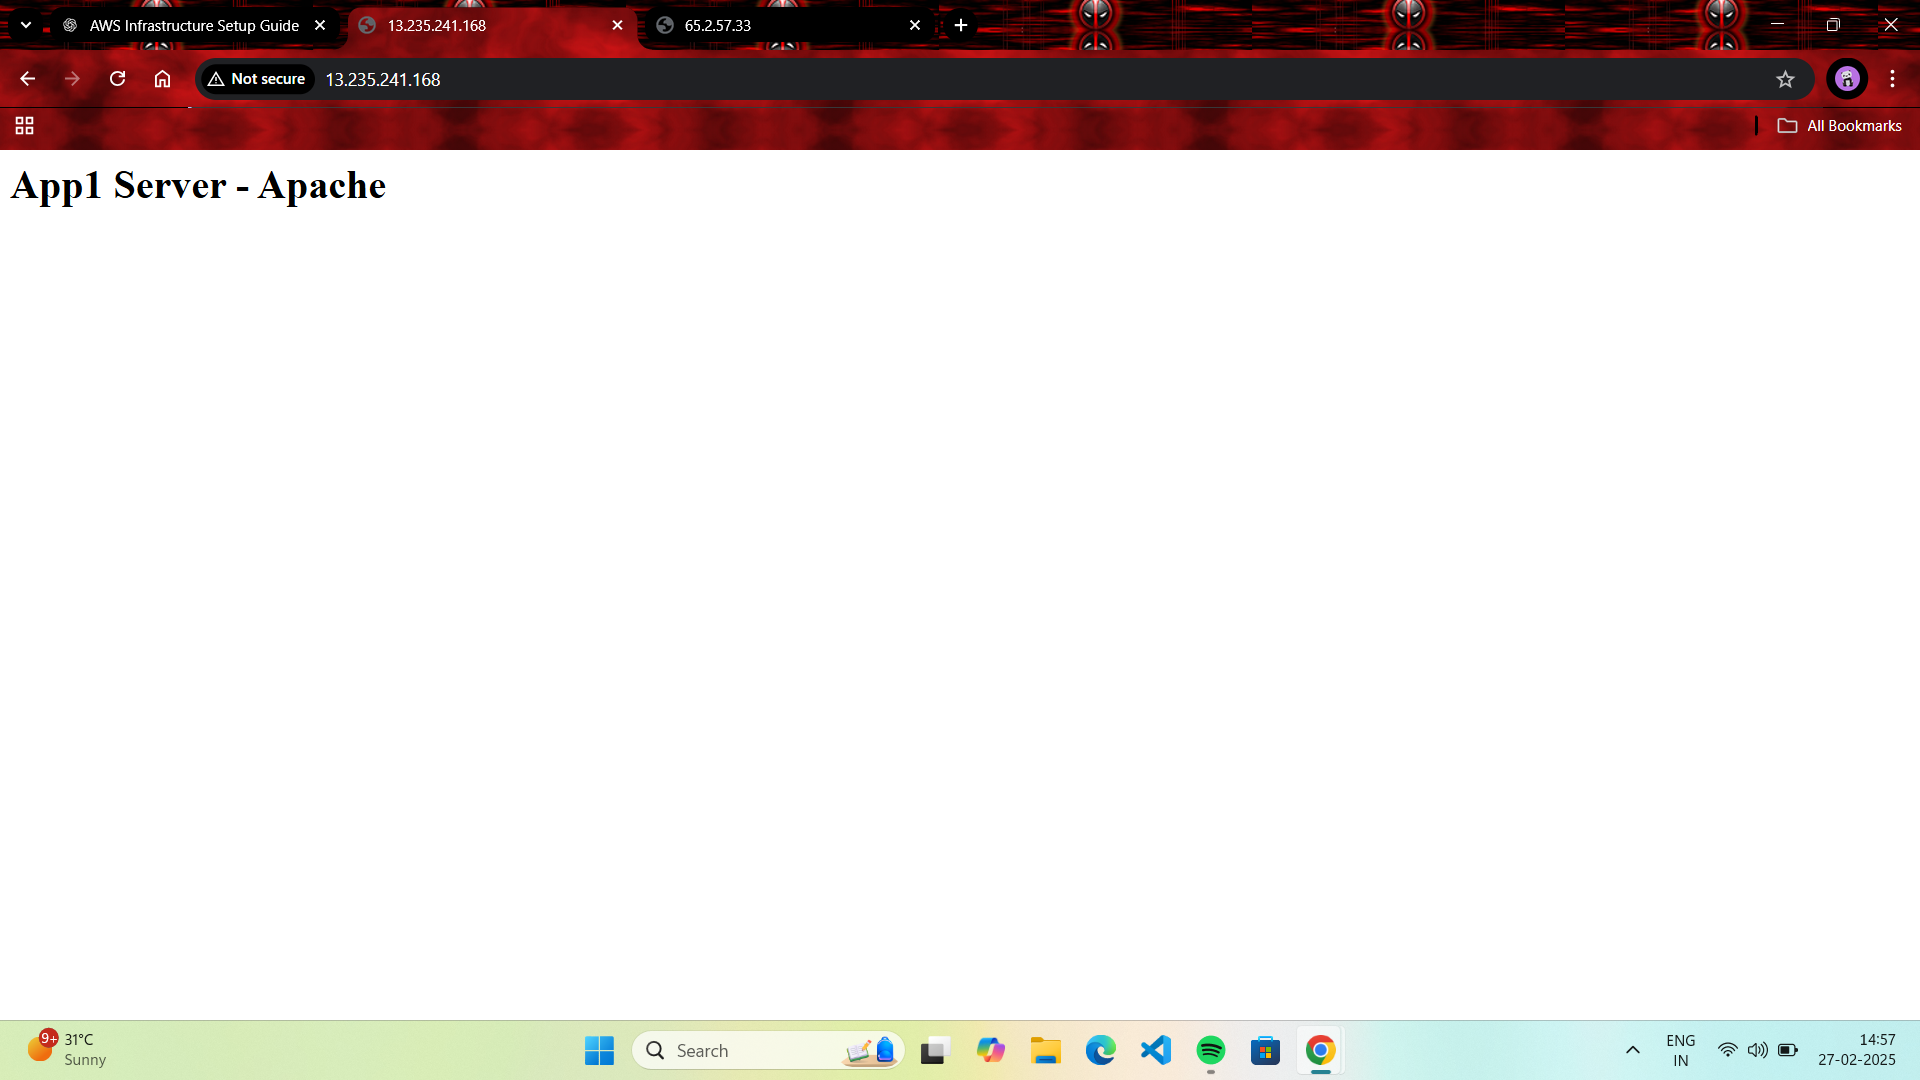 AWS Infrastructure Setup Guide
13.235.241.168
65.2.57.33
Not secure
13.235.241.168
All Bookmarks
App1 Server - Apache
9+
31°C
Sunny
Search
ENG
IN
14:57
27-02-2025